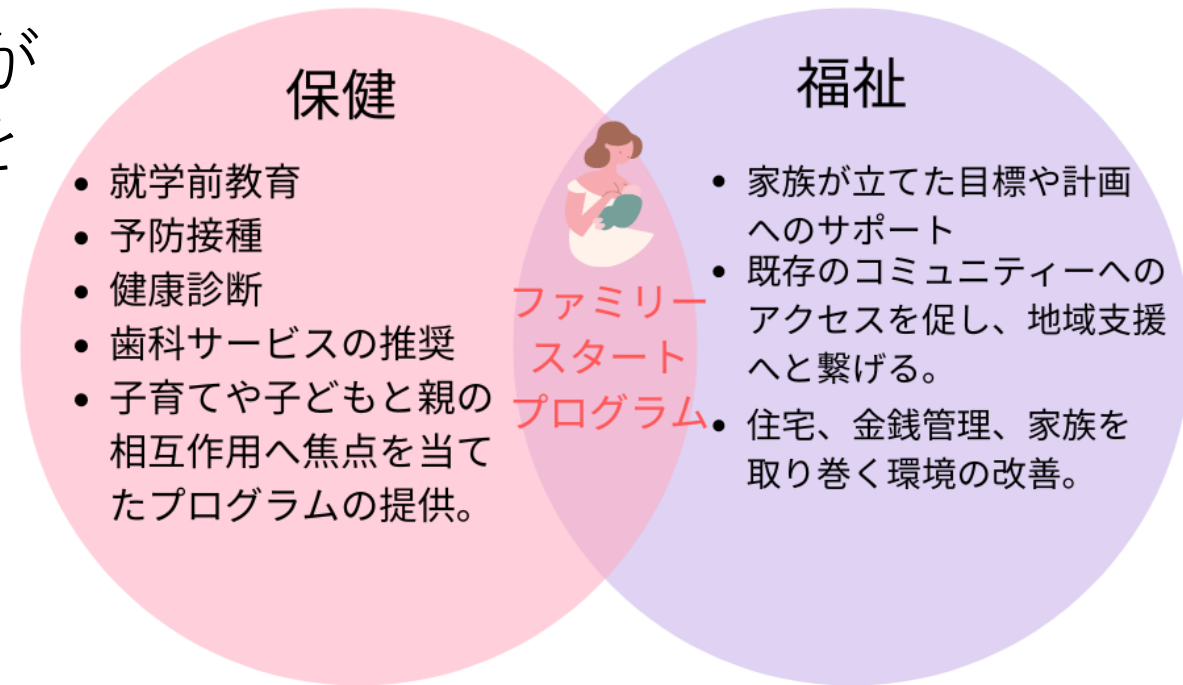 が
と
保健
• 就学前教育
• 予防接種
• 健康診断
• 歯科サービスの推奨
• 子育てや子どもと親の
相互作用へ焦点を当て
たプログラムの提供。
ファミリー
スタート
プログラム
福祉
• 家族が立てた目標や計画
へのサポート
• 既存のコミュニティーへの
アクセスを促し、地域支援
へと繋げる。
• 住宅、金銭管理、家族を
取り巻く環境の改善。